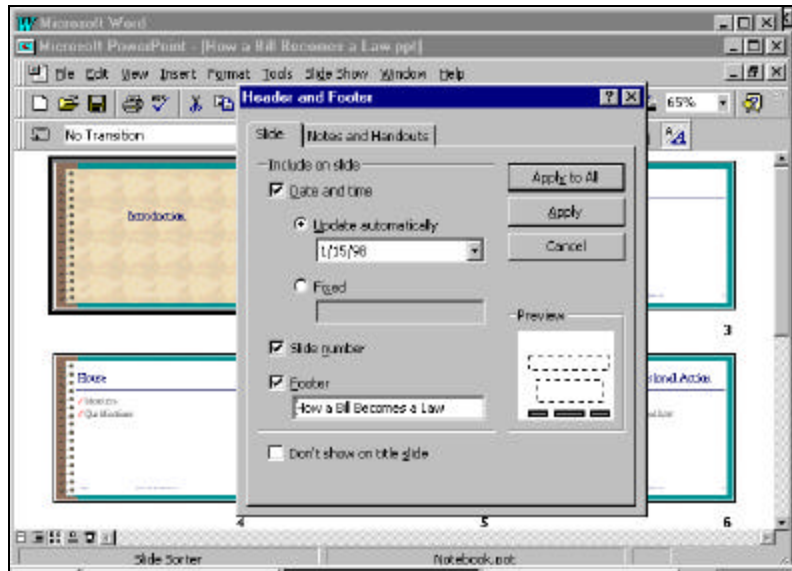 Microsoft Word
Microsoft PowerPoint - [How a Bill Becomes a Law.ppt]
File Edit View Insert Format Tools Slide Show Window Help
65%
No Transition
Header and Footer
Slide
Notes and Handouts
Include on slide
Date and time
Update automatically
1/15/98
Fixed
Slide number
Footer
How a Bill Becomes a Law
Don't show on title slide
Apply to All
Apply
Cancel
Preview
Introduction
3
House
4
5
6
Slide Sorter
Notebook.pot